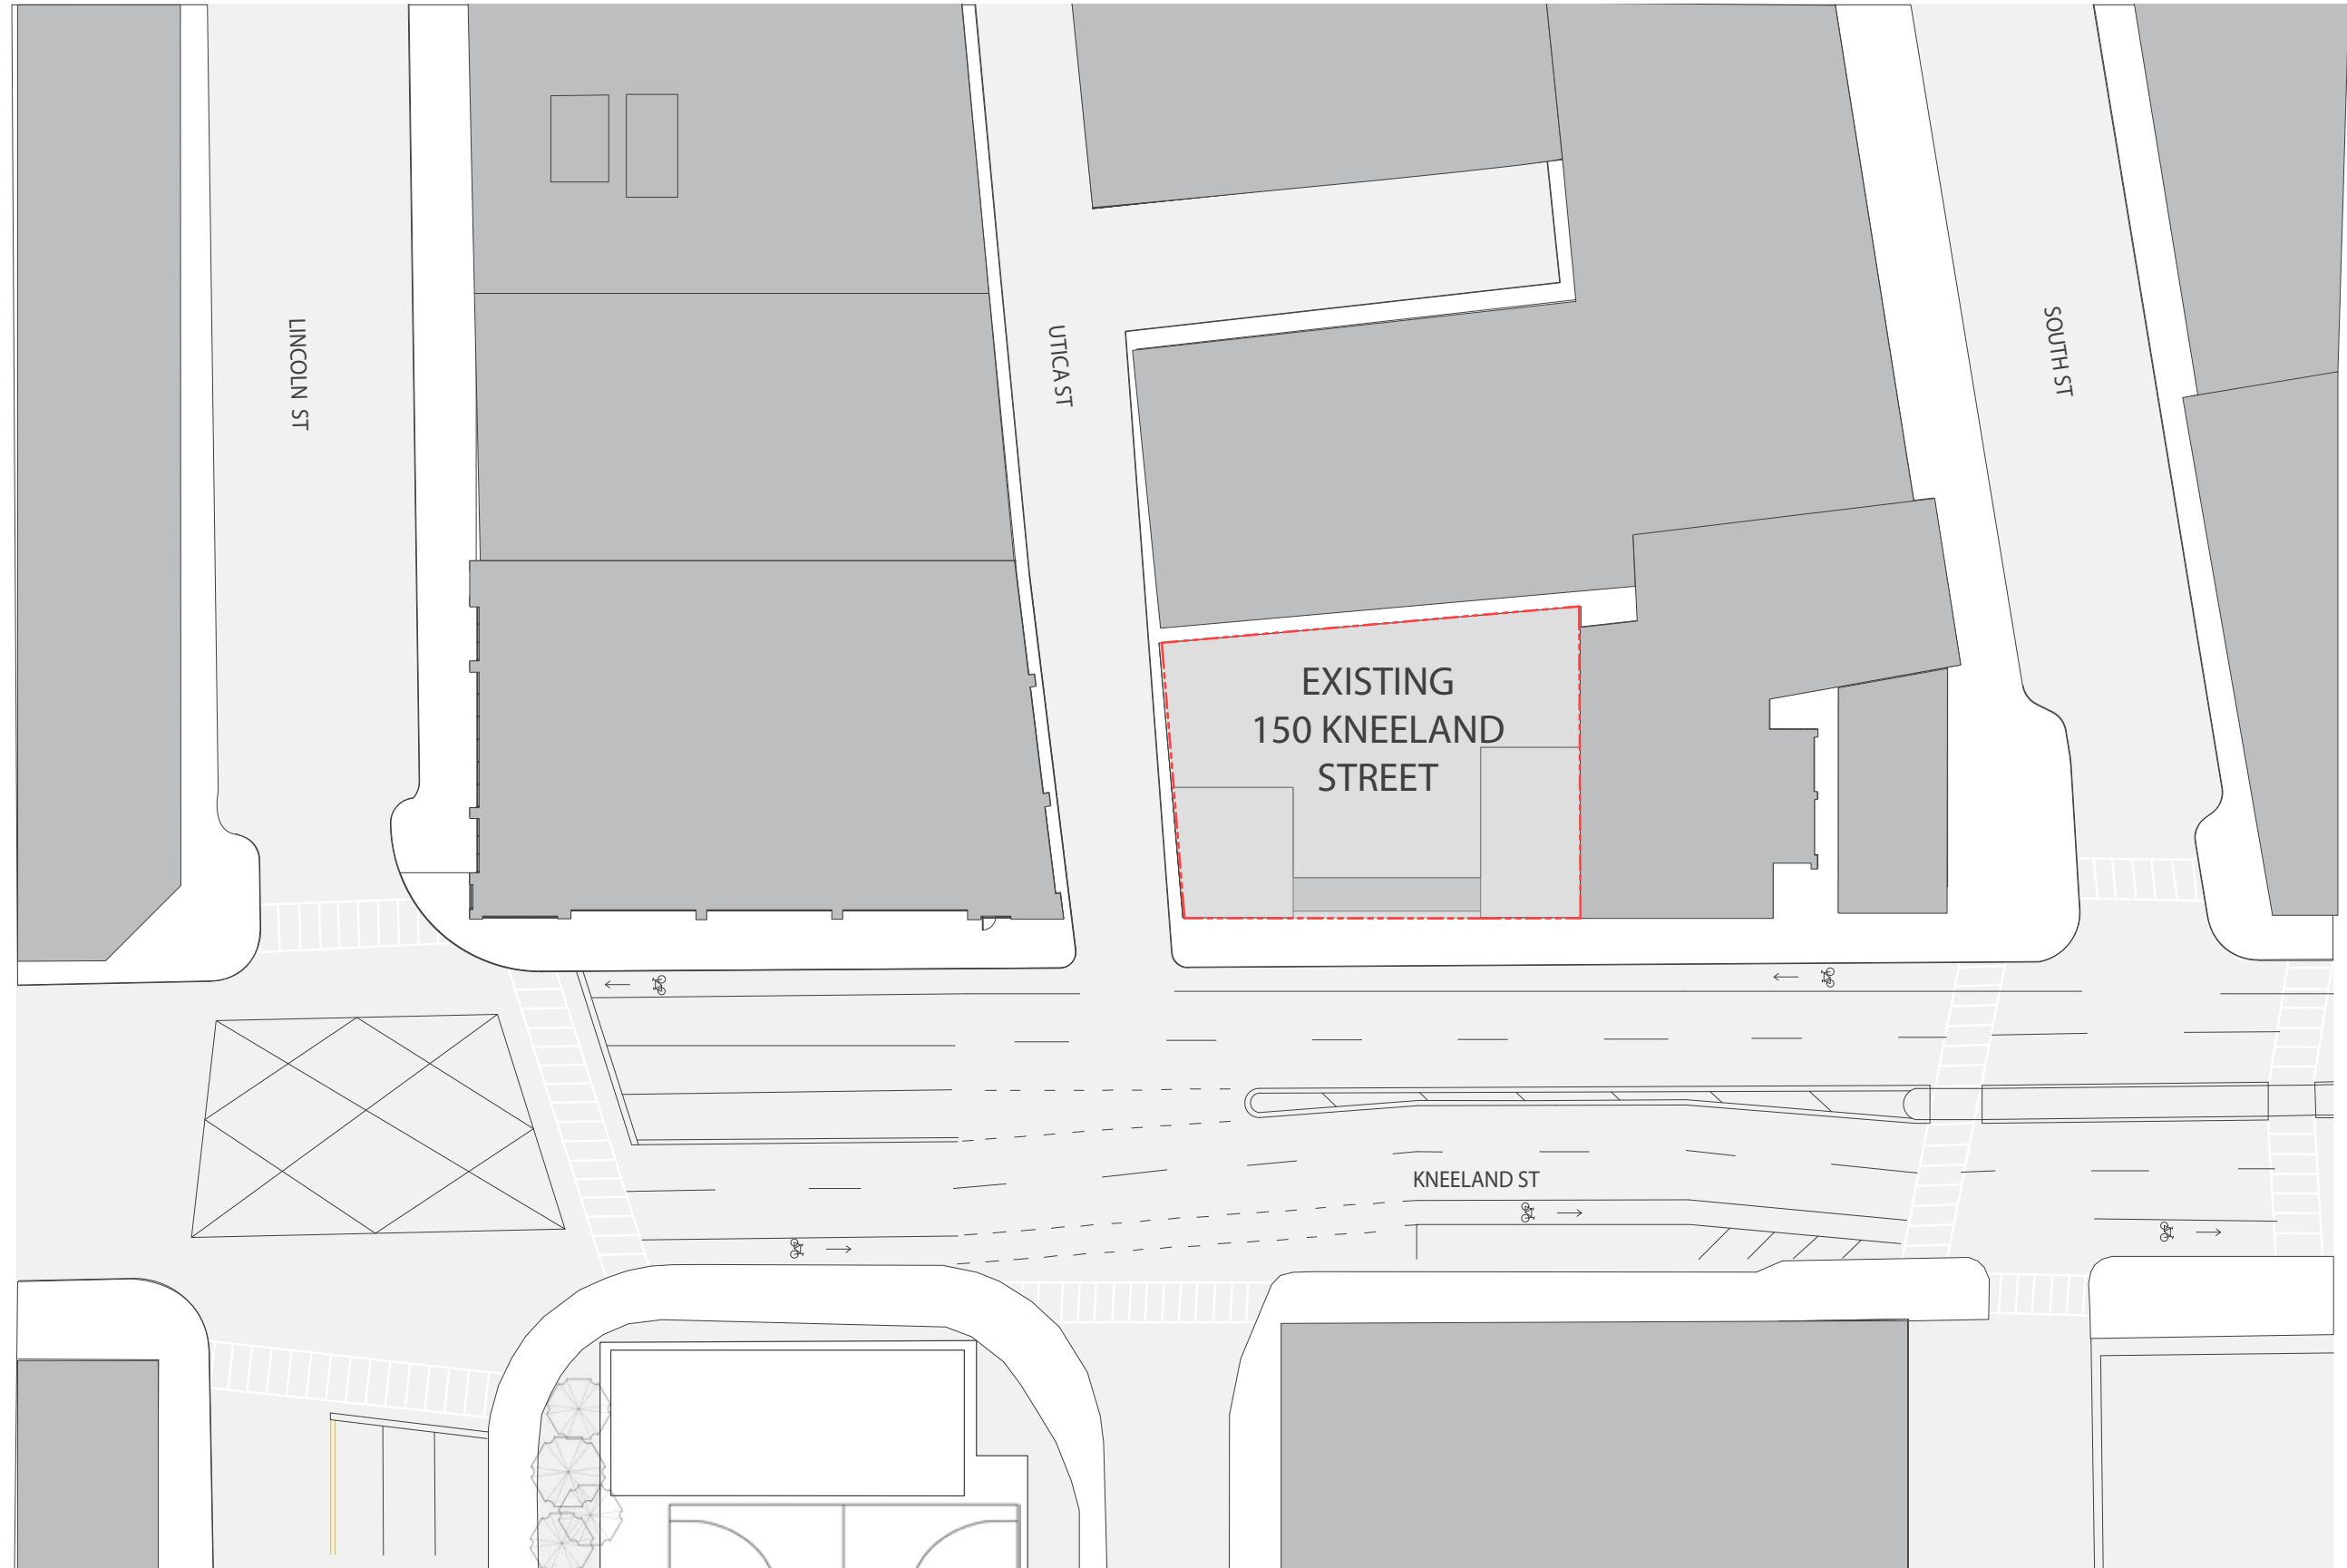 LINCOLN ST
UTICA ST
SOUTH ST
EXISTING
150 KNEELAND
STREET
KNEELAND ST